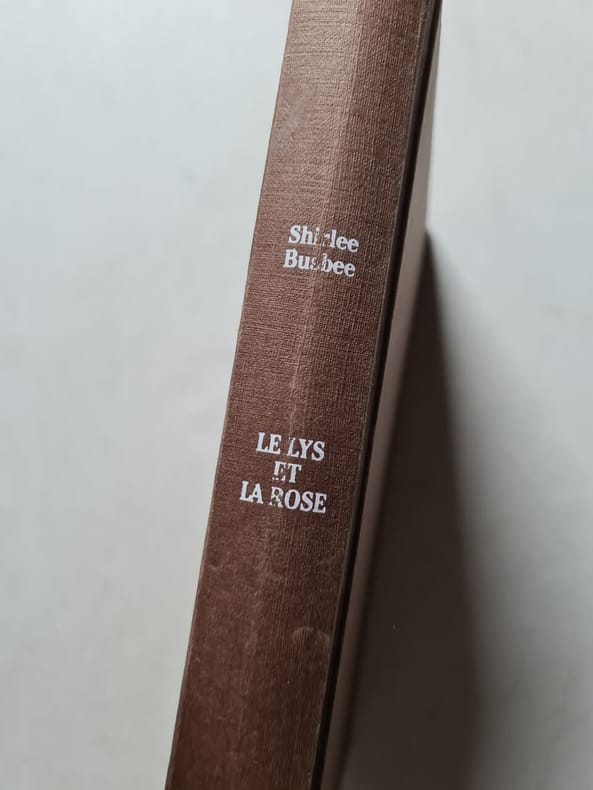 Shirlee
Busbee
LE LYS
ET
LA ROSE